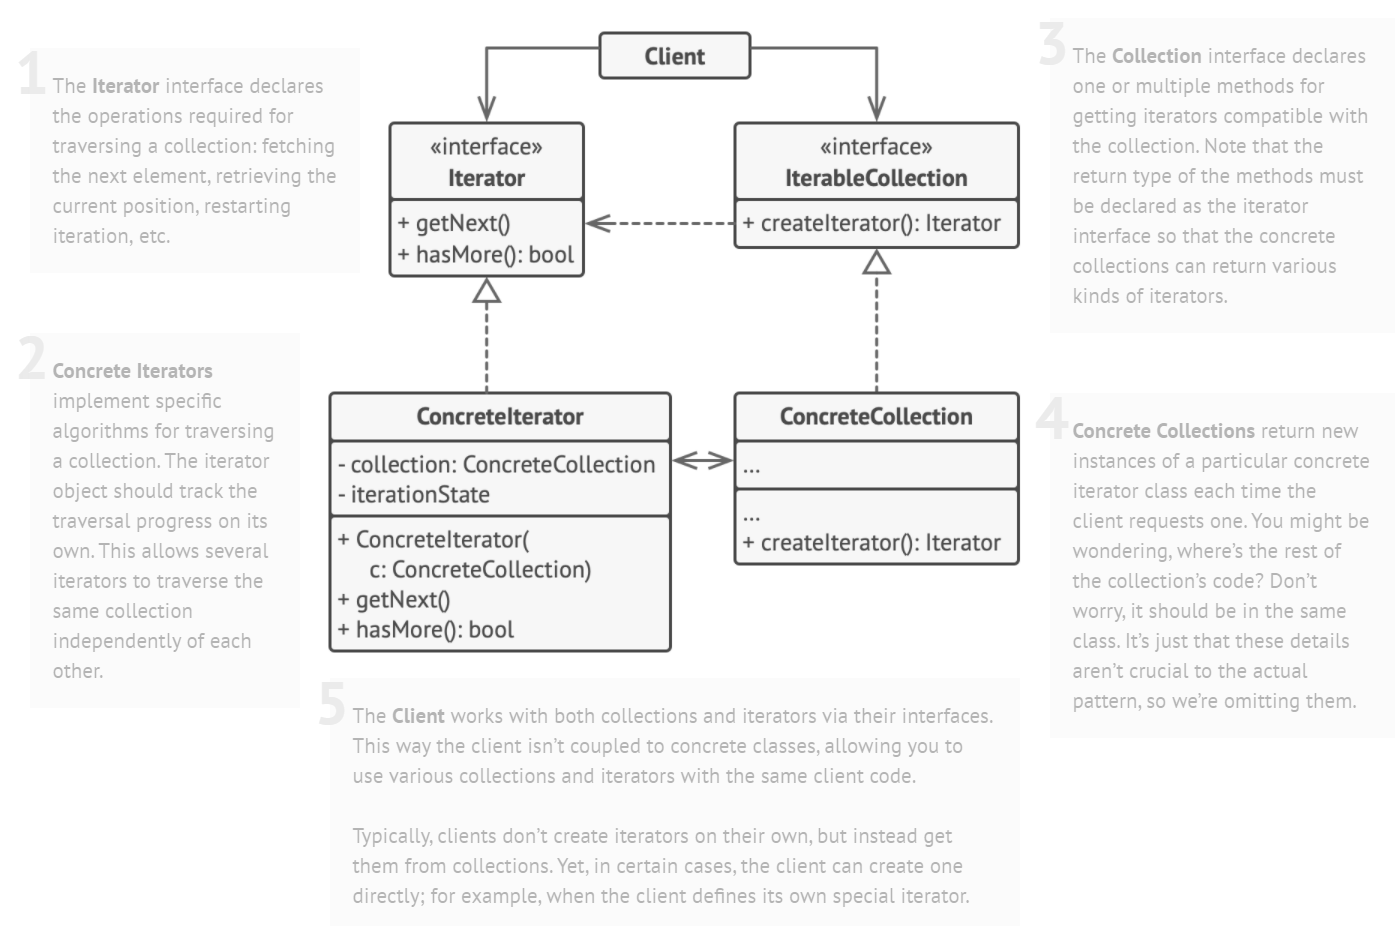 1
The Iterator interface declares
the operations required for
traversing a collection: fetching
the next element, retrieving the
current position, restarting
iteration, etc.
Client
3
The Collection interface declares
one or multiple methods for
getting iterators compatible with
the collection. Note that the
return type of the methods must
be declared as the iterator
interface so that the concrete
collections can return various
kinds of iterators.
«interface»
Iterator
+ getNext()
+ hasMore(): bool
«interface»
IterableCollection
+ createIterator(): Iterator
2
Concrete Iterators
implement specific
algorithms for traversing
a collection. The iterator
object should track the
traversal progress on its
own. This allows several
iterators to traverse the
same collection
independently of each
other.
ConcreteIterator
- collection: ConcreteCollection
- iterationState
+ ConcreteIterator(
c: ConcreteCollection)
+ getNext()
+ hasMore(): bool
ConcreteCollection
...
...
+ createIterator(): Iterator
4
Concrete Collections return new
instances of a particular concrete
iterator class each time the
client requests one. You might be
wondering, where’s the rest of
the collection’s code? Don’t
worry, it should be in the same
class. It’s just that these details
aren’t crucial to the actual
pattern, so we’re omitting them.
5
The Client works with both collections and iterators via their interfaces.
This way the client isn’t coupled to concrete classes, allowing you to
use various collections and iterators with the same client code.
Typically, clients don’t create iterators on their own, but instead get
them from collections. Yet, in certain cases, the client can create one
directly; for example, when the client defines its own special iterator.